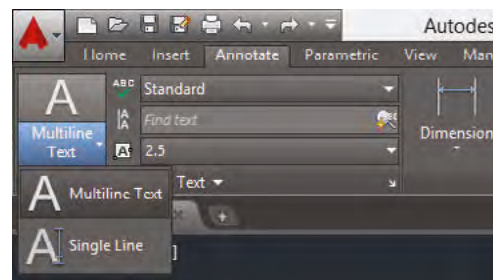 Autodes
Home Insert Annotate Parametric View Man
A ABC Standard
Multiline Text
A A Find text
A 2.5
Dimension
Text
A Multiline Text
A Single Line
]